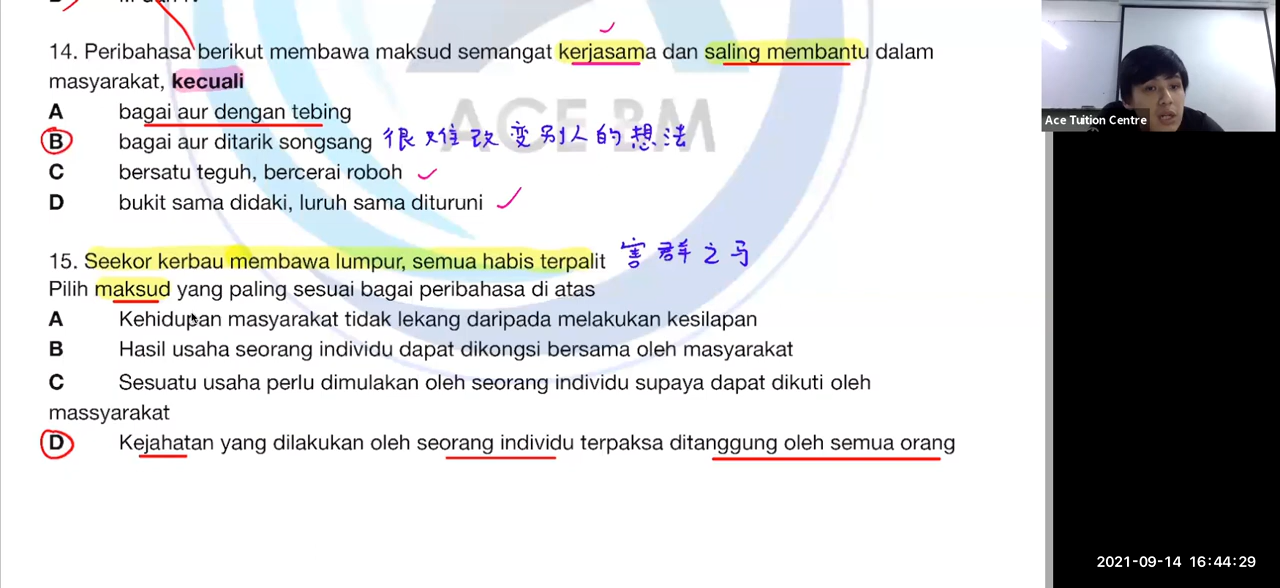 14. Peribahasa berikut membawa maksud semangat kerjasama dan saling membantu dalam
masyarakat, kecuali
A bagai aur dengan tebing
B bagai aur ditarik songsang 很难改变别人的想法
C bersatu teguh, bercerai roboh
D bukit sama didaki, luruh sama dituruni
15. Seekor kerbau membawa lumpur, semua habis terpalit 害群之马
Pilih maksud yang paling sesuai bagai peribahasa di atas
A Kehidupan masyarakat tidak lekang daripada melakukan kesilapan
B Hasil usaha seorang individu dapat dikongsi bersama oleh masyarakat
C Sesuatu usaha perlu dimulakan oleh seorang individu supaya dapat dikuti oleh
massyarakat
D Kejahatan yang dilakukan oleh seorang individu terpaksa ditanggung oleh semua orang
ACE BM
Ace Tuition Centre
2021-09-14 16:44:29